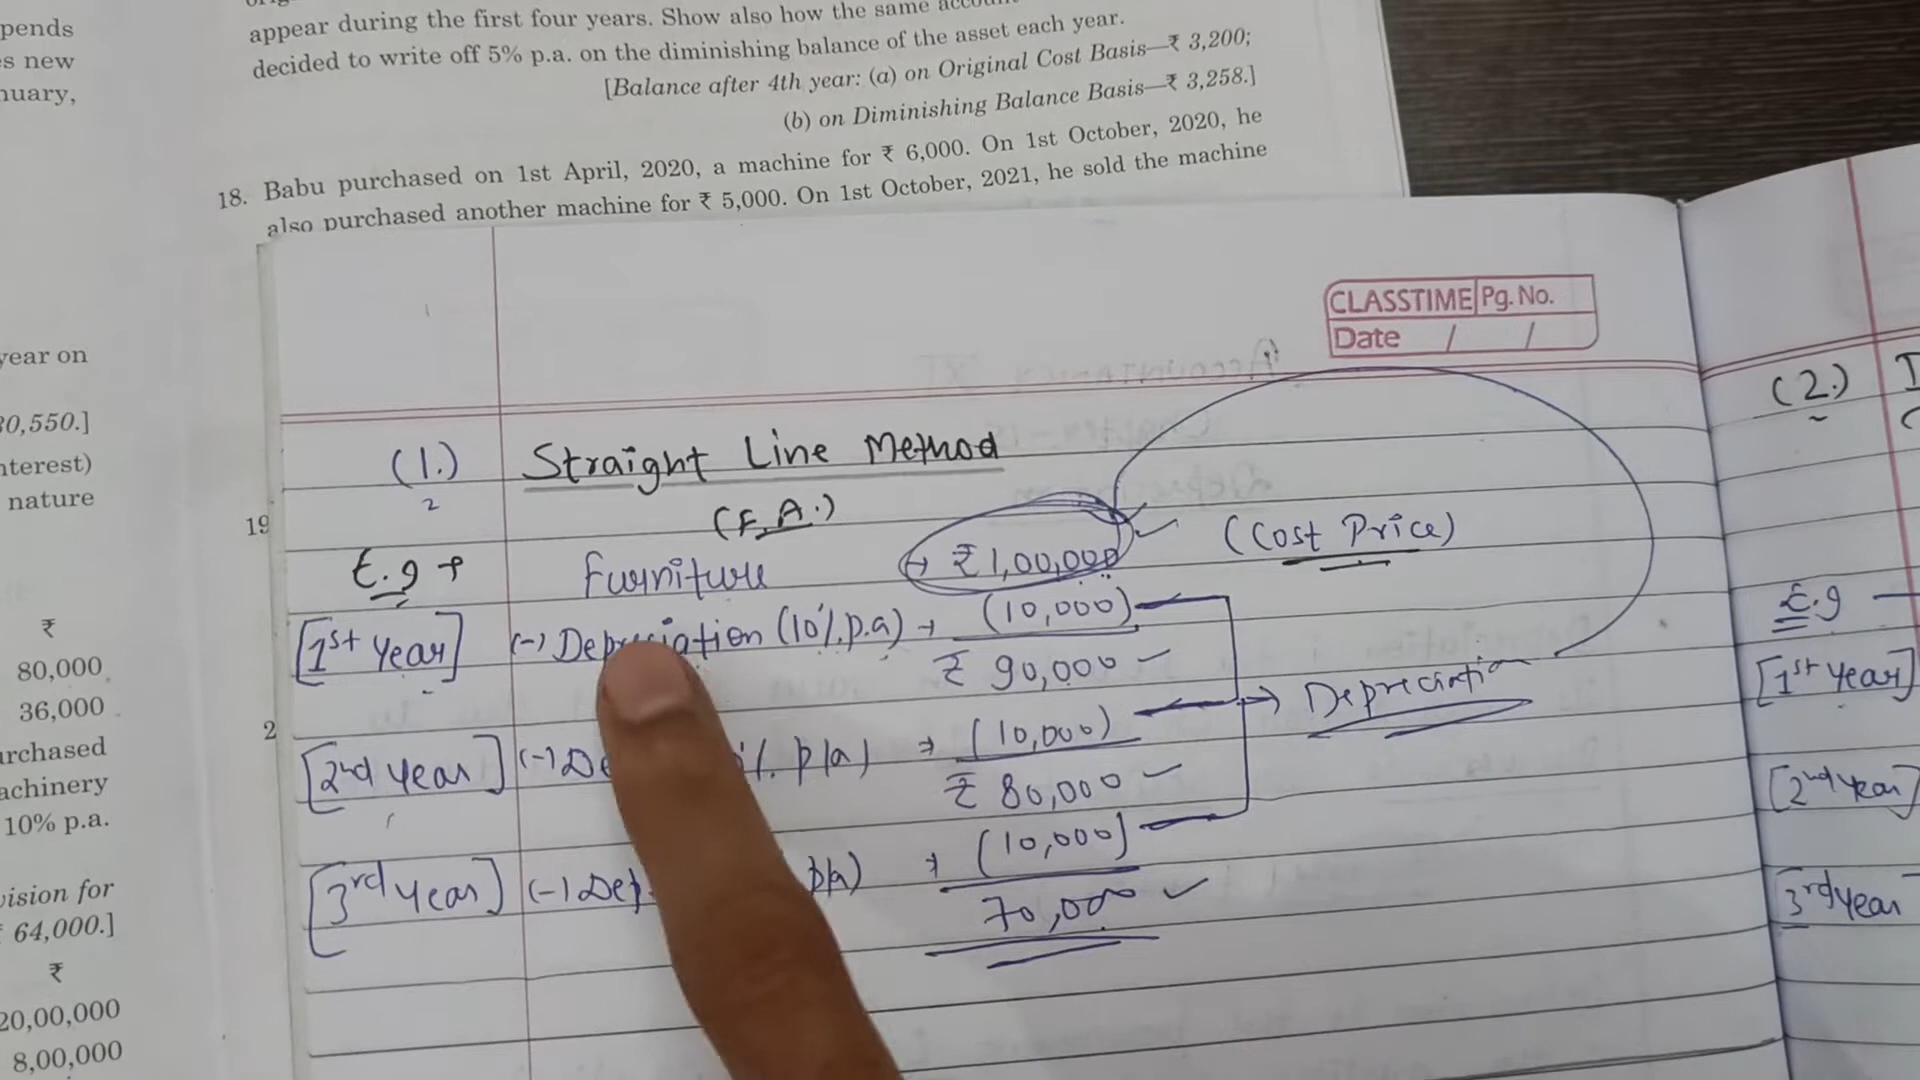 pends
s new
nuary,
appear during the first four years. Show also how the same
decided to write off 5% p.a. on the diminishing balance of the asset each year.
[Balance after 4th year: (a) on Original Cost Basis—₹ 3,200;
(b) on Diminishing Balance Basis—₹ 3,258.]
18. Babu purchased on 1st April, 2020, a machine for ₹ 6,000. On 1st October, 2020, he
also purchased another machine for ₹ 5,000. On 1st October, 2021, he sold the machine
year on
30,550.]
nterest)
nature
₹
80,000
36,000
urchased
achinery
10% p.a.
vision for
64,000.]
₹
20,00,000
8,00,000
19
2
CLASSTIME Pg. No.
Date / /
(1.) Straight Line Method
2
(F.A.)
E.g → Furniture → ₹1,00,000 (Cost Price)
[1st Year] (-) Depreciation (10% p.a) → (10,000)
₹ 90,000
Depreciation
[2nd Year] (-) De % p/a) → (10,000)
₹ 80,000
[3rd Year] (-) Dep p/a) → (10,000)
70,000
(2.)
E.g
[1st Year]
[2nd Year]
[3rd Year